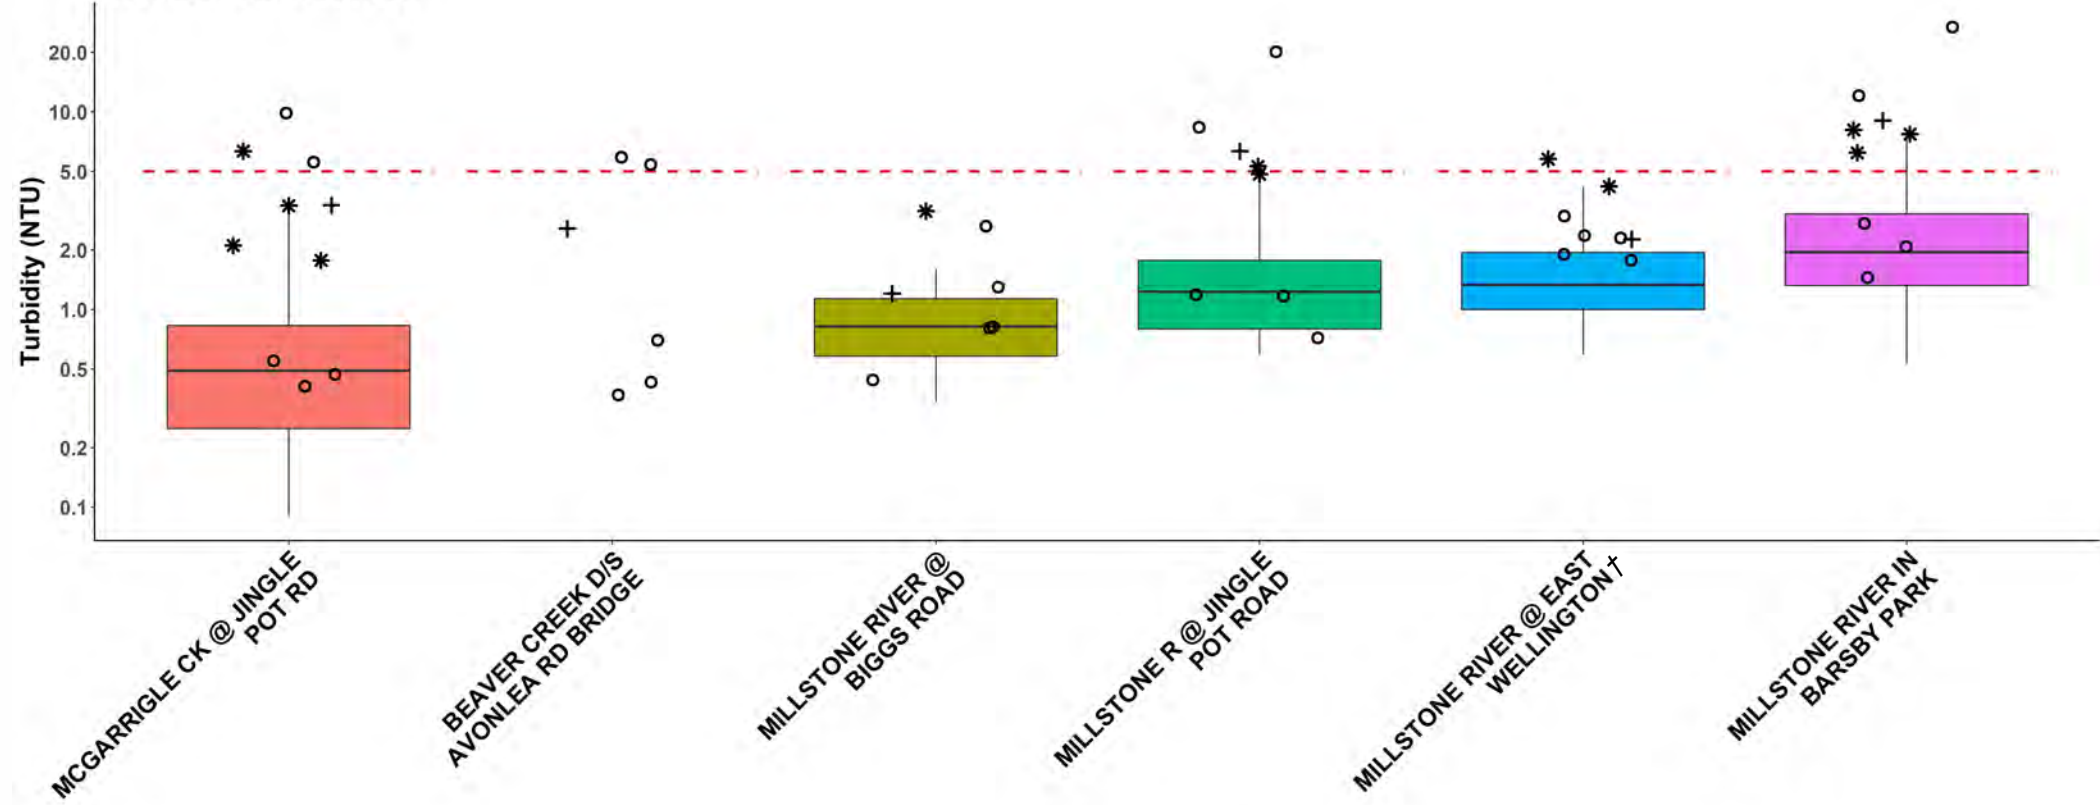 Turbidity (NTU)
20.0
10.0
5.0
2.0
1.0
0.5
0.2
0.1
MCGARRIGLE CK @ JINGLE
POT RD
BEAVER CREEK D/S
AVONLEA RD BRIDGE
MILLSTONE RIVER @
BIGGS ROAD
MILLSTONE R @ JINGLE
POT ROAD
MILLSTONE RIVER @ EAST
WELLINGTON†
MILLSTONE RIVER IN
BARSBY PARK